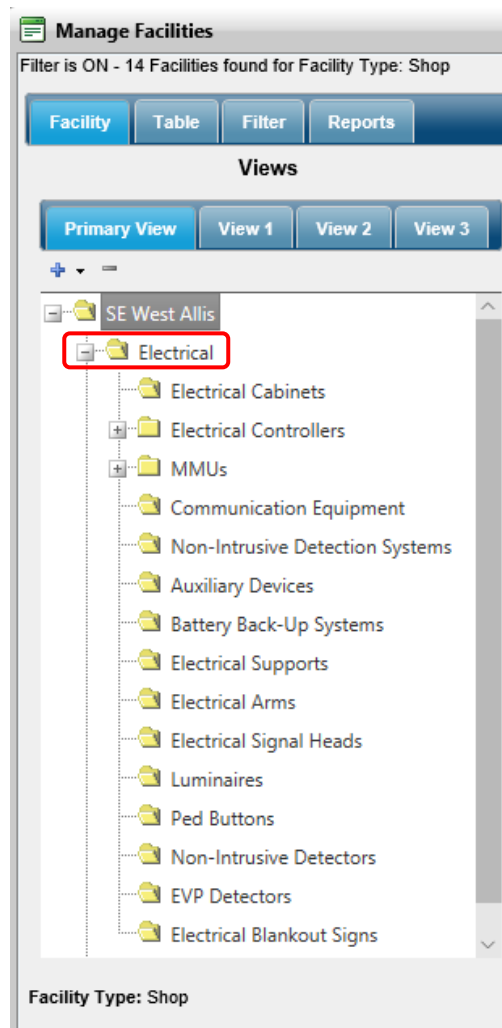 Manage Facilities
Filter is ON - 14 Facilities found for Facility Type: Shop
Facility Table Filter Reports
Views
Primary View View 1 View 2 View 3
SE West Allis
Electrical
Electrical Cabinets
Electrical Controllers
MMUs
Communication Equipment
Non-Intrusive Detection Systems
Auxiliary Devices
Battery Back-Up Systems
Electrical Supports
Electrical Arms
Electrical Signal Heads
Luminaires
Ped Buttons
Non-Intrusive Detectors
EVP Detectors
Electrical Blankout Signs
Facility Type: Shop